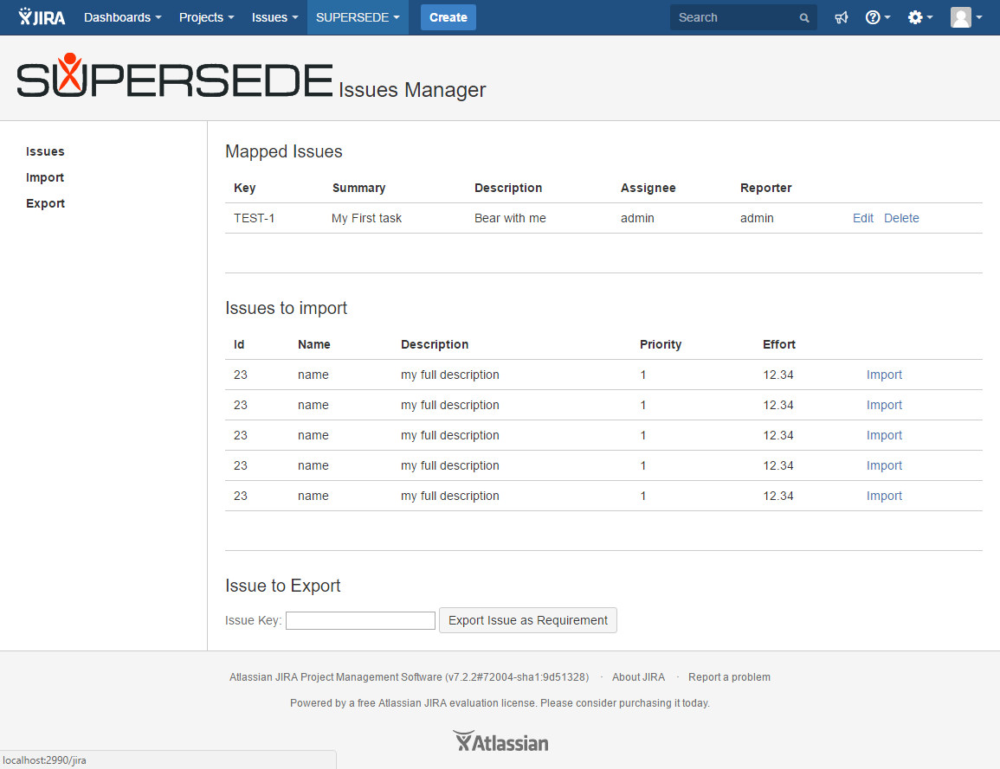 JIRA Dashboards Projects Issues SUPERSEDE Create Search
SUPERSEDE Issues Manager
Issues
Import
Export
Mapped Issues
Key Summary Description Assignee Reporter
TEST-1 My First task Bear with me admin admin Edit Delete
Issues to import
Id Name Description Priority Effort
23 name my full description 1 12.34 Import
23 name my full description 1 12.34 Import
23 name my full description 1 12.34 Import
23 name my full description 1 12.34 Import
23 name my full description 1 12.34 Import
Issue to Export
Issue Key: Export Issue as Requirement
Atlassian JIRA Project Management Software (v7.2.2#72004-sha1:9d51328) · About JIRA · Report a problem
Powered by a free Atlassian JIRA evaluation license. Please consider purchasing it today.
Atlassian
localhost:2990/jira